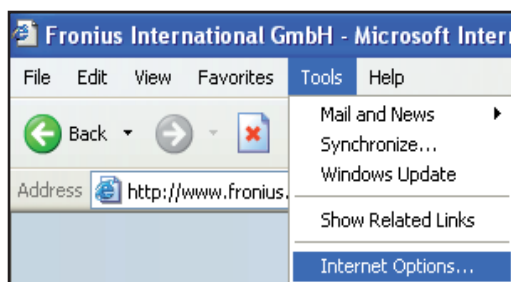 Fronius International GmbH - Microsoft Inter
File Edit View Favorites Tools Help
Mail and News
Back
Synchronize...
Windows Update
Address http://www.fronius.
Show Related Links
Internet Options...